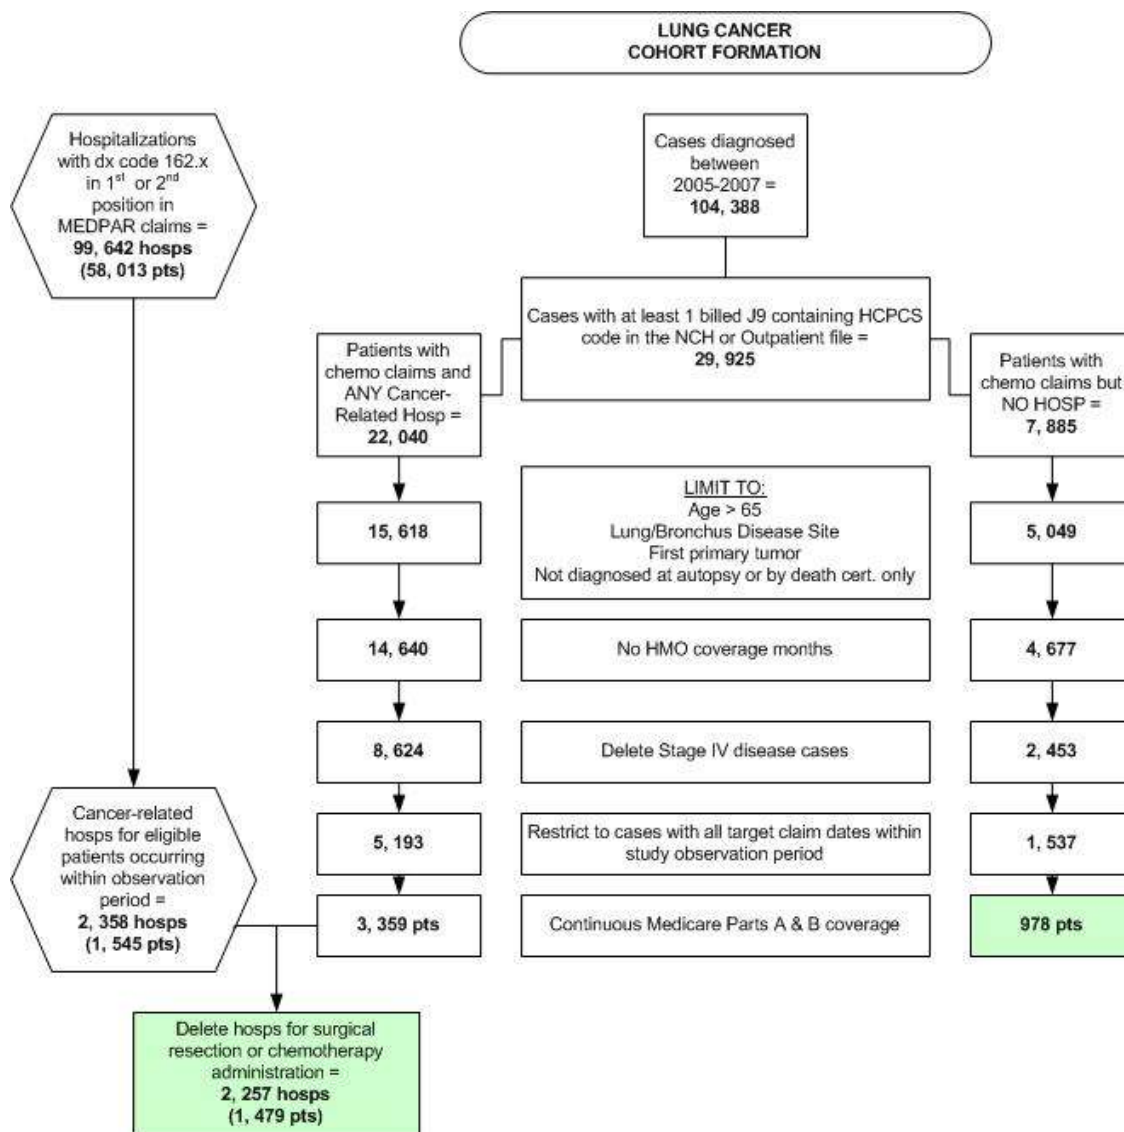 LUNG CANCER
COHORT FORMATION
Hospitalizations
with dx code 162.x
in 1st or 2nd
position in
MEDPAR claims =
99, 642 hosps
(58, 013 pts)
Cases diagnosed
between
2005-2007 =
104, 388
Cases with at least 1 billed J9 containing HCPCS
code in the NCH or Outpatient file =
29, 925
Patients with
chemo claims and
ANY Cancer-
Related Hosp =
22, 040
Patients with
chemo claims but
NO HOSP =
7, 885
15, 618
LIMIT TO:
Age > 65
Lung/Bronchus Disease Site
First primary tumor
Not diagnosed at autopsy or by death cert. only
5, 049
14, 640
No HMO coverage months
4, 677
8, 624
Delete Stage IV disease cases
2, 453
Cancer-related
hosps for eligible
patients occurring
within observation
period =
2, 358 hosps
(1, 545 pts)
5, 193
Restrict to cases with all target claim dates within
study observation period
1, 537
3, 359 pts
Continuous Medicare Parts A & B coverage
978 pts
Delete hosps for surgical
resection or chemotherapy
administration =
2, 257 hosps
(1, 479 pts)